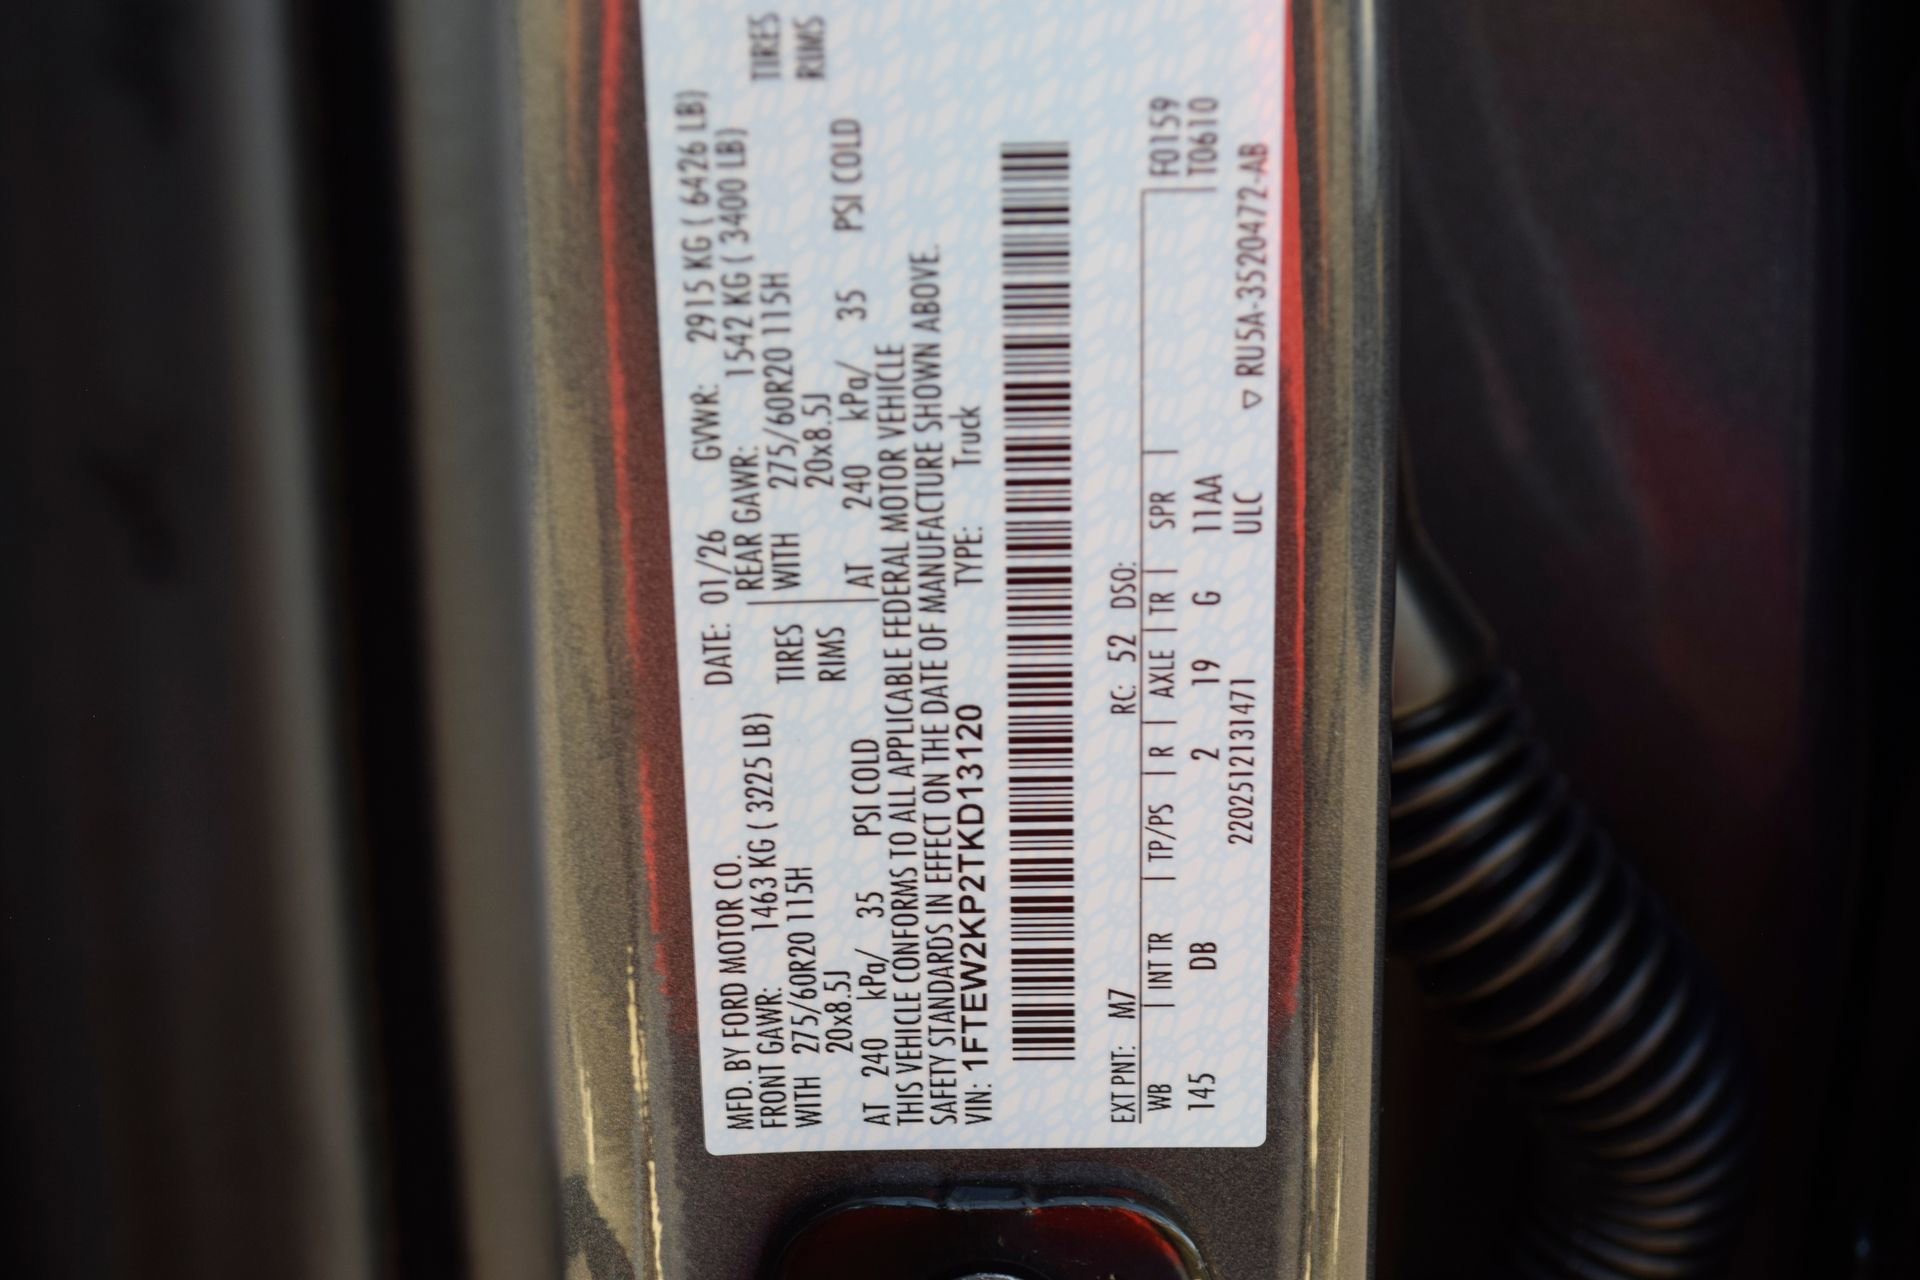 MFD. BY FORD MOTOR CO. DATE: 01/26 GVWR: 2915 KG ( 6426 LB)
FRONT GAWR: 1463 KG ( 3225 LB) REAR GAWR: 1542 KG ( 3400 LB)
WITH 275/60R20 115H TIRES WITH 275/60R20 115H TIRES
20x8.5J RIMS 20x8.5J RIMS
AT 240 kPa/ 35 PSI COLD AT 240 kPa/ 35 PSI COLD
THIS VEHICLE CONFORMS TO ALL APPLICABLE FEDERAL MOTOR VEHICLE
SAFETY STANDARDS IN EFFECT ON THE DATE OF MANUFACTURE SHOWN ABOVE.
VIN: 1FTEW2KP2TKD13120 TYPE: Truck
EXT PNT: M7 RC: 52 DSO:
WB INT TR TP/PS R AXLE TR SPR F0159
145 DB 2 19 G 11AA T0610
2202512131471 ULC ▽ RU5A-3520472-AB